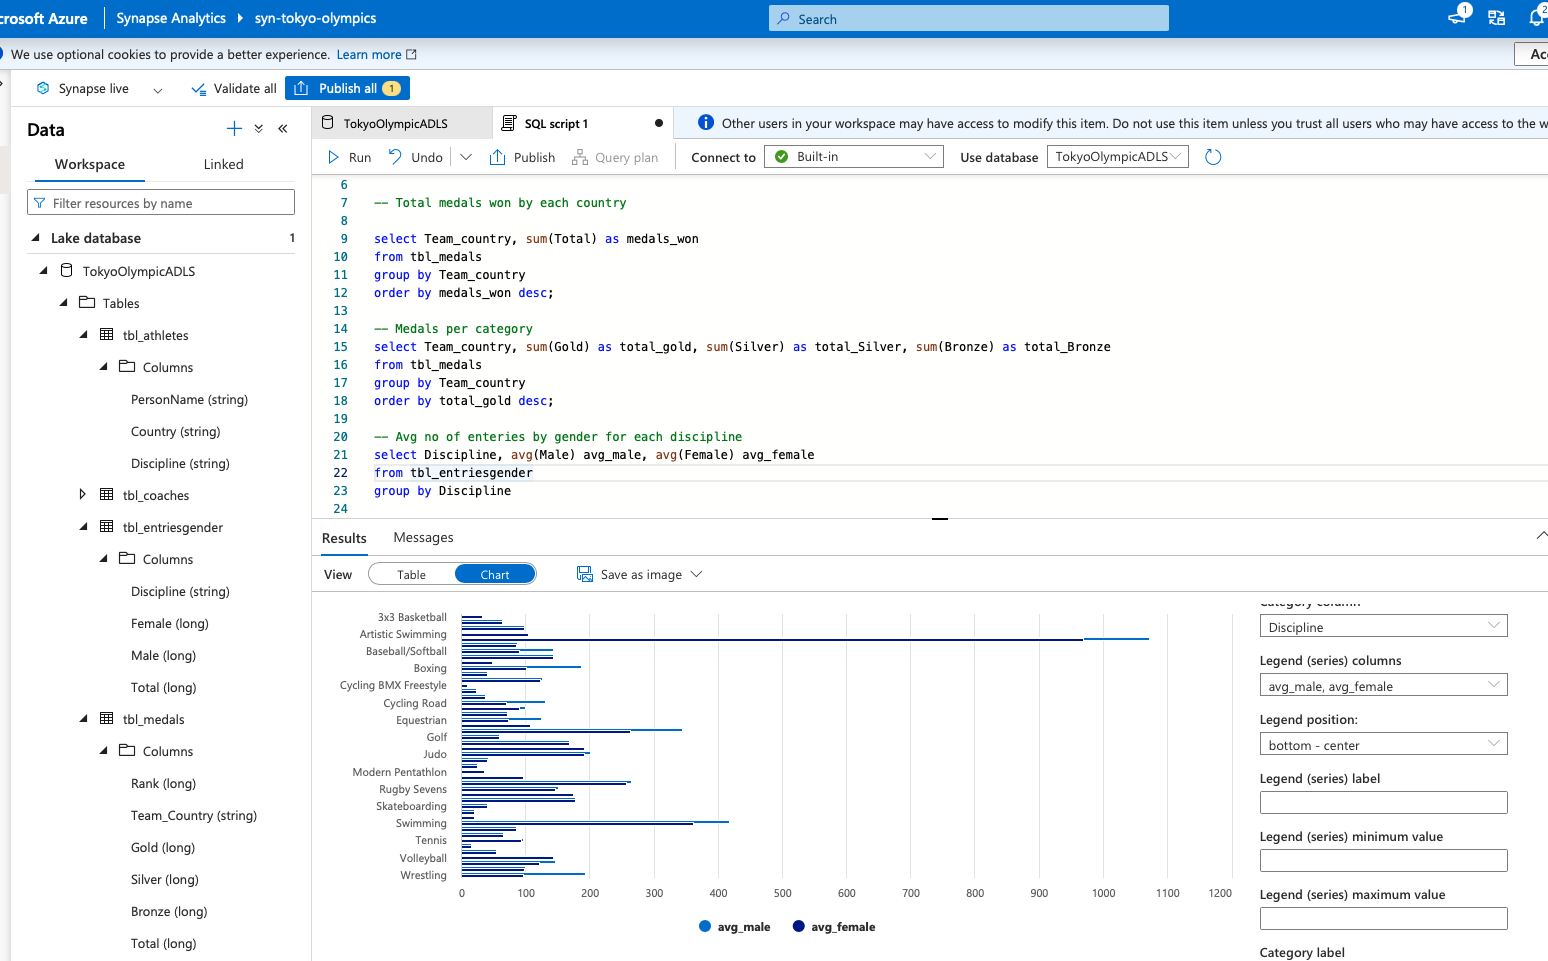 crosoft Azure
Synapse Analytics
syn-tokyo-olympics
Search
1
2
We use optional cookies to provide a better experience. Learn more
Acc
Synapse live
Validate all
Publish all 1
Data
Workspace
Linked
Filter resources by name
Lake database 1
TokyoOlympicADLS
Tables
tbl_athletes
Columns
PersonName (string)
Country (string)
Discipline (string)
tbl_coaches
tbl_entriesgender
Columns
Discipline (string)
Female (long)
Male (long)
Total (long)
tbl_medals
Columns
Rank (long)
Team_Country (string)
Gold (long)
Silver (long)
Bronze (long)
Total (long)
TokyoOlympicADLS
SQL script 1
Other users in your workspace may have access to modify this item. Do not use this item unless you trust all users who may have access to the w
Run
Undo
Publish
Query plan
Connect to
Built-in
Use database
TokyoOlympicADLS
6
7 -- Total medals won by each country
8
9 select Team_country, sum(Total) as medals_won
10 from tbl_medals
11 group by Team_country
12 order by medals_won desc;
13
14 -- Medals per category
15 select Team_country, sum(Gold) as total_gold, sum(Silver) as total_Silver, sum(Bronze) as total_Bronze
16 from tbl_medals
17 group by Team_country
18 order by total_gold desc;
19
20 -- Avg no of enteries by gender for each discipline
21 select Discipline, avg(Male) avg_male, avg(Female) avg_female
22 from tbl_entriesgender
23 group by Discipline
24
Results
Messages
View
Table
Chart
Save as image
3x3 Basketball
Artistic Swimming
Baseball/Softball
Boxing
Cycling BMX Freestyle
Cycling Road
Equestrian
Golf
Judo
Modern Pentathlon
Rugby Sevens
Skateboarding
Swimming
Tennis
Volleyball
Wrestling
0 100 200 300 400 500 600 700 800 900 1000 1100 1200
avg_male
avg_female
Category column
Discipline
Legend (series) columns
avg_male, avg_female
Legend position:
bottom - center
Legend (series) label
Legend (series) minimum value
Legend (series) maximum value
Category label